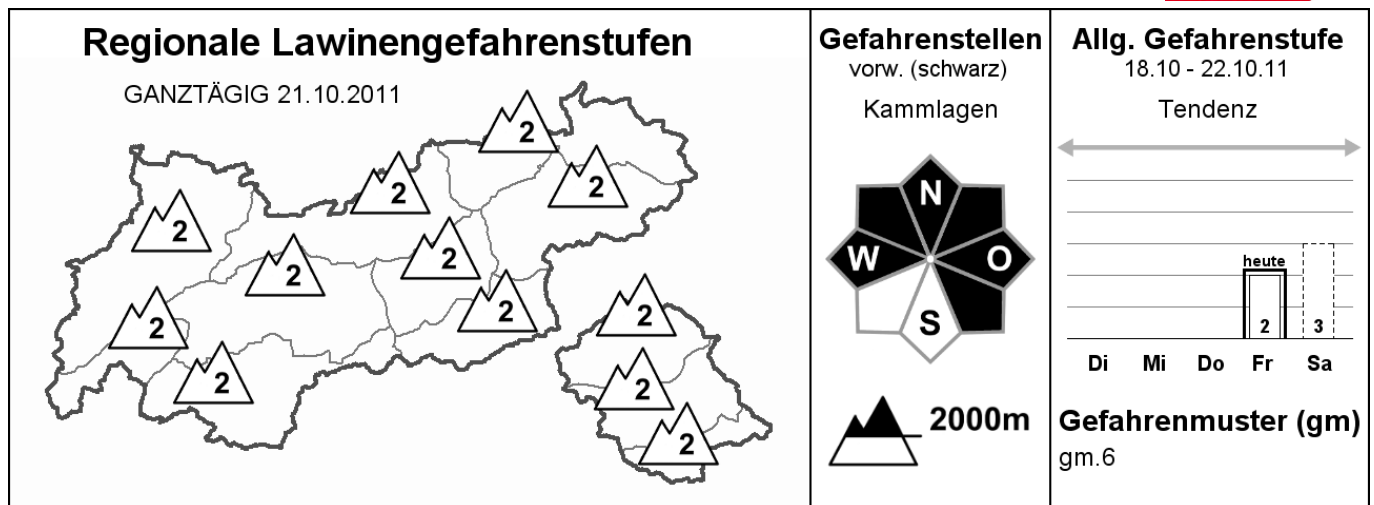 Regionale Lawinengefahrenstufen
GANZTÄGIG 21.10.2011
2
2
2
2
2
2
2
2
2
2
2
2
Gefahrenstellen
vorw. (schwarz)
Kammlagen
N
W
O
S
2000m
Allg. Gefahrenstufe
18.10 - 22.10.11
Tendenz
heute
2
3
Di Mi Do Fr Sa
Gefahrenmuster (gm)
gm.6